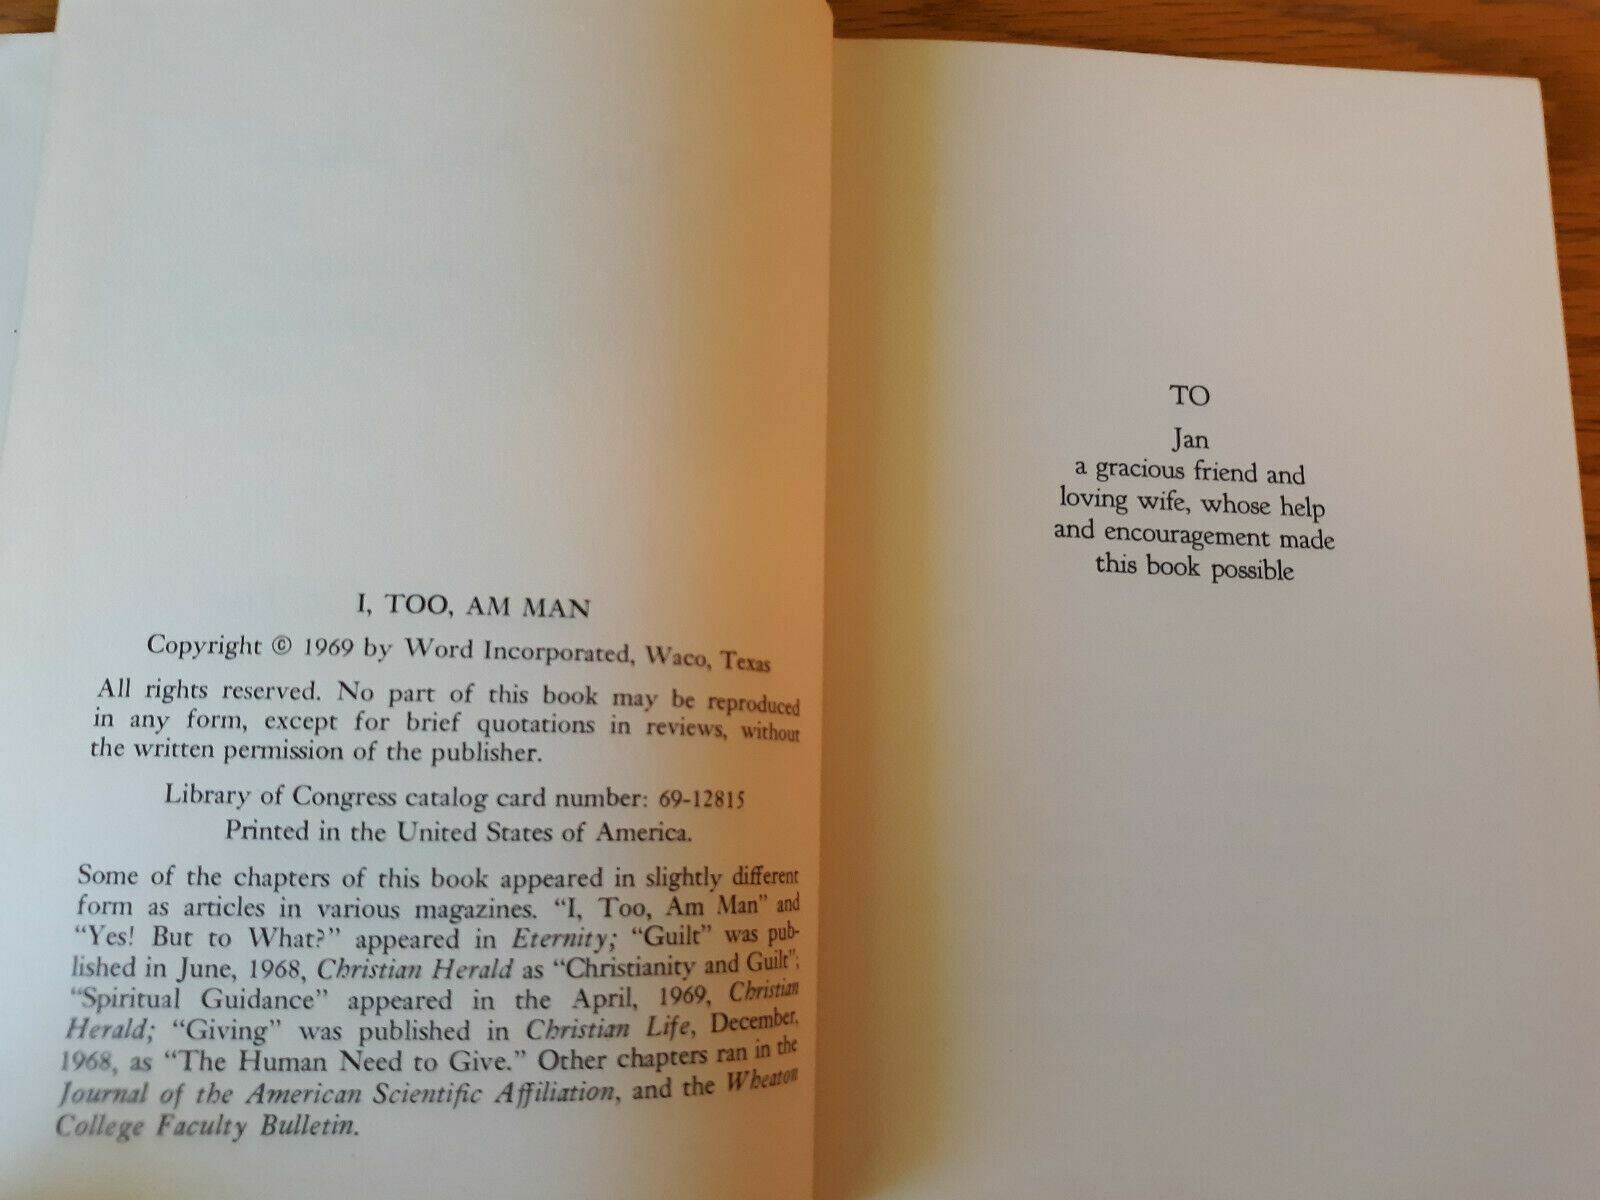 I, TOO, AM MAN
Copyright © 1969 by Word Incorporated, Waco, Texas
All rights reserved. No part of this book may be reproduced
in any form, except for brief quotations in reviews, without
the written permission of the publisher.
Library of Congress catalog card number: 69-12815
Printed in the United States of America.
Some of the chapters of this book appeared in slightly different
form as articles in various magazines. “I, Too, Am Man” and
“Yes! But to What?” appeared in Eternity; “Guilt” was pub-
lished in June, 1968, Christian Herald as “Christianity and Guilt”;
“Spiritual Guidance” appeared in the April, 1969, Christian
Herald; “Giving” was published in Christian Life, December,
1968, as “The Human Need to Give.” Other chapters ran in the
Journal of the American Scientific Affiliation, and the Wheaton
College Faculty Bulletin.
TO
Jan
a gracious friend and
loving wife, whose help
and encouragement made
this book possible